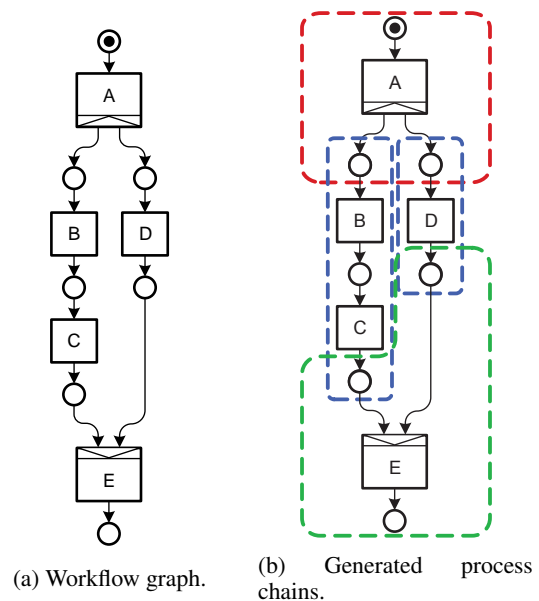 A
B
D
C
E
(a) Workflow graph.
A
B
D
C
E
(b) Generated process
chains.